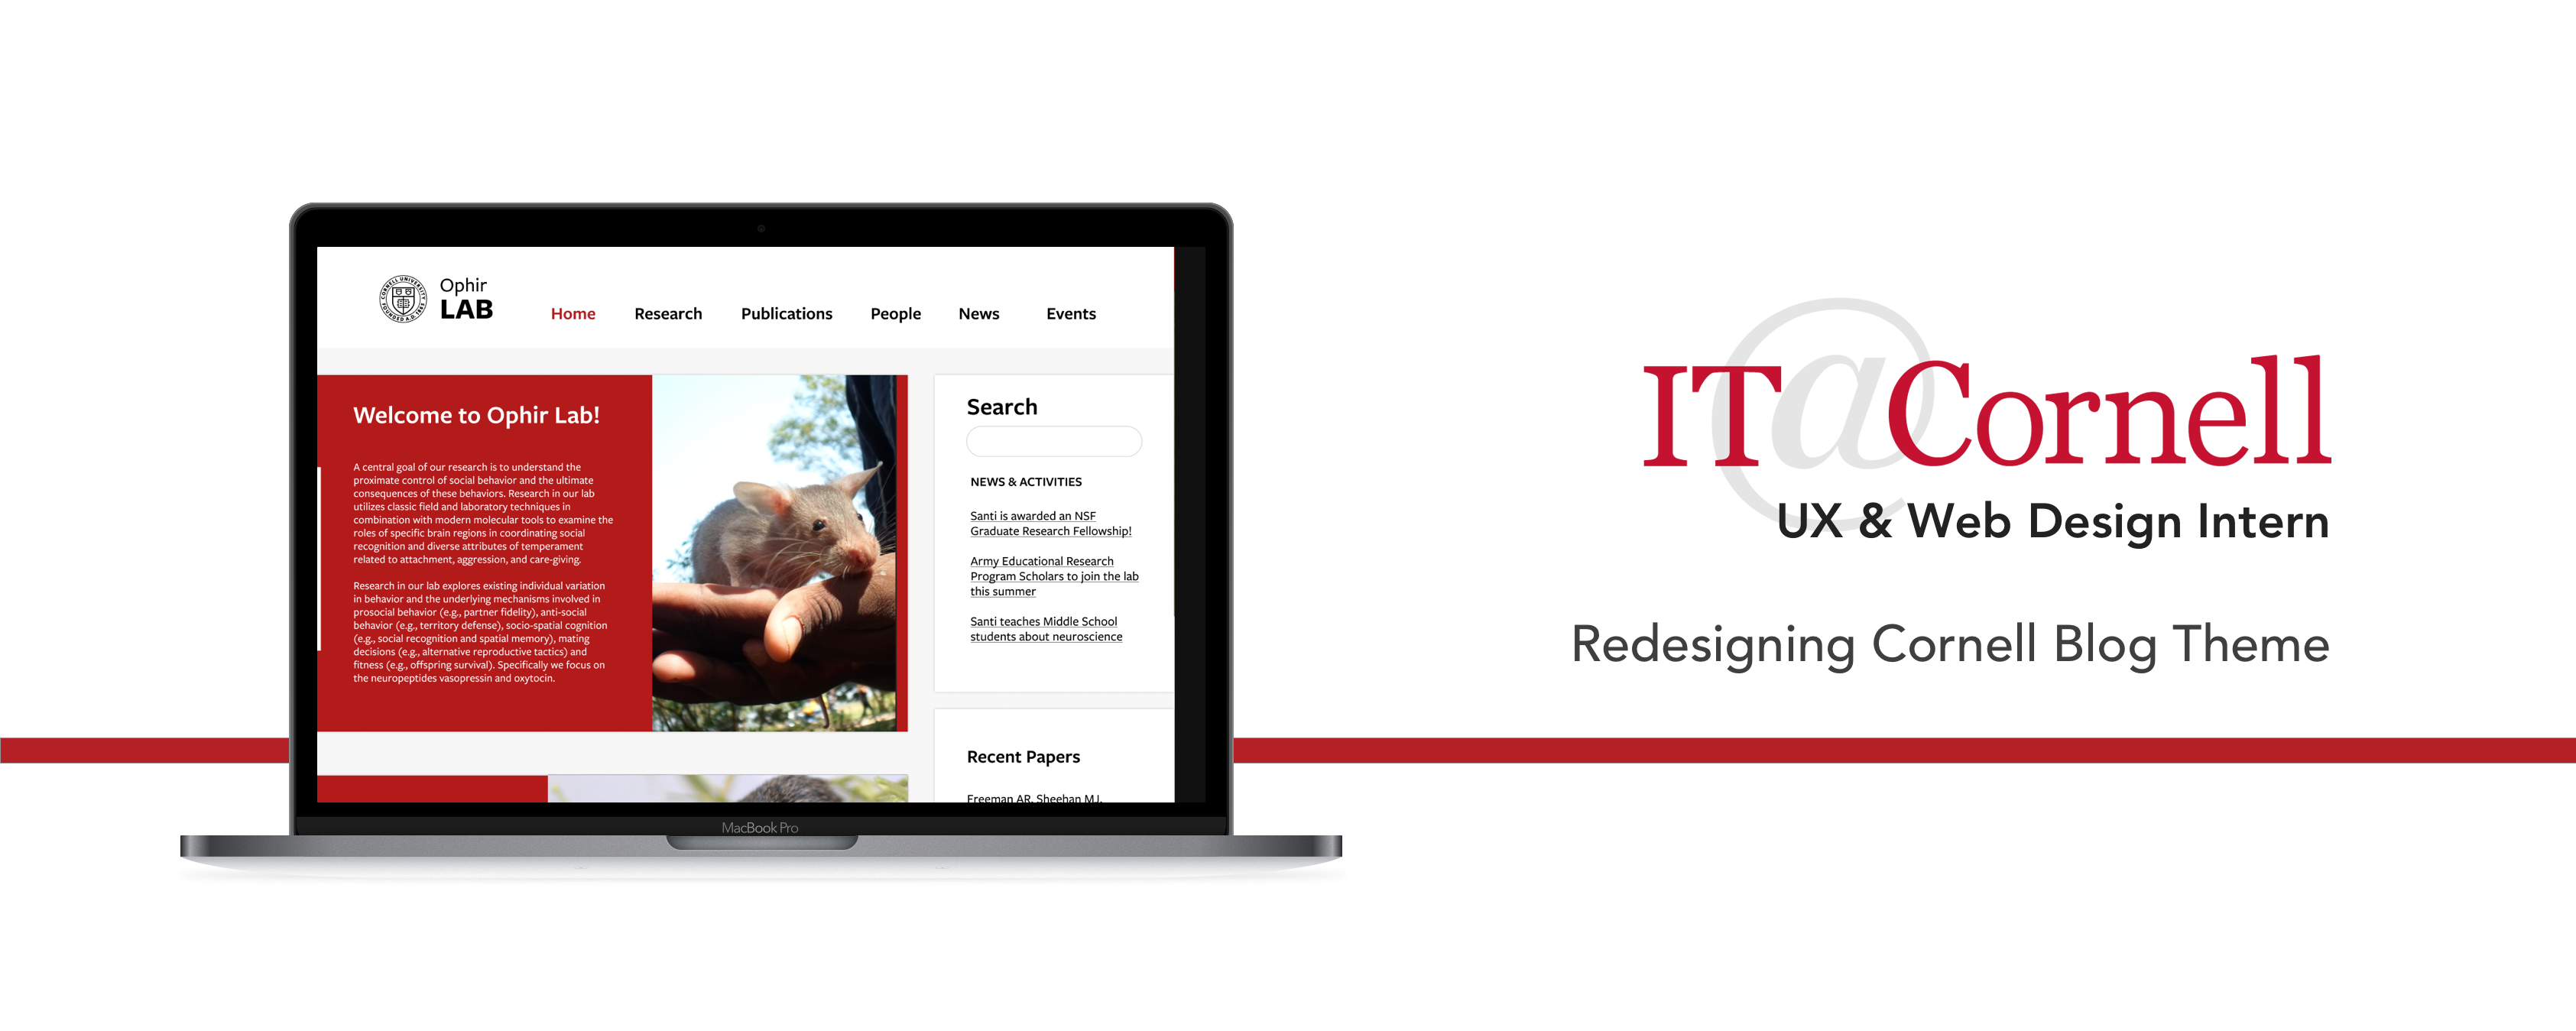 Ophir
LAB
Home Research Publications People News Events
Welcome to Ophir Lab!
A central goal of our research is to understand the
proximate control of social behavior and the ultimate
consequences of these behaviors. Research in our lab
utilizes classic field and laboratory techniques in
combination with modern molecular tools to examine the
roles of specific brain regions in coordinating social
recognition and diverse attributes of temperament
related to attachment, aggression, and care-giving.
Research in our lab explores existing individual variation
in behavior and the underlying mechanisms involved in
prosocial behavior (e.g., partner fidelity), anti-social
behavior (e.g., territory defense), socio-spatial cognition
(e.g., social recognition and spatial memory), mating
decisions (e.g., alternative reproductive tactics) and
fitness (e.g., offspring survival). Specifically we focus on
the neuropeptides vasopressin and oxytocin.
Search
NEWS & ACTIVITIES
Santi is awarded an NSF
Graduate Research Fellowship!
Army Educational Research
Program Scholars to join the lab
this summer
Santi teaches Middle School
students about neuroscience
Recent Papers
Freeman AR, Sheehan MJ,
MacBook Pro
IT@Cornell
UX & Web Design Intern
Redesigning Cornell Blog Theme